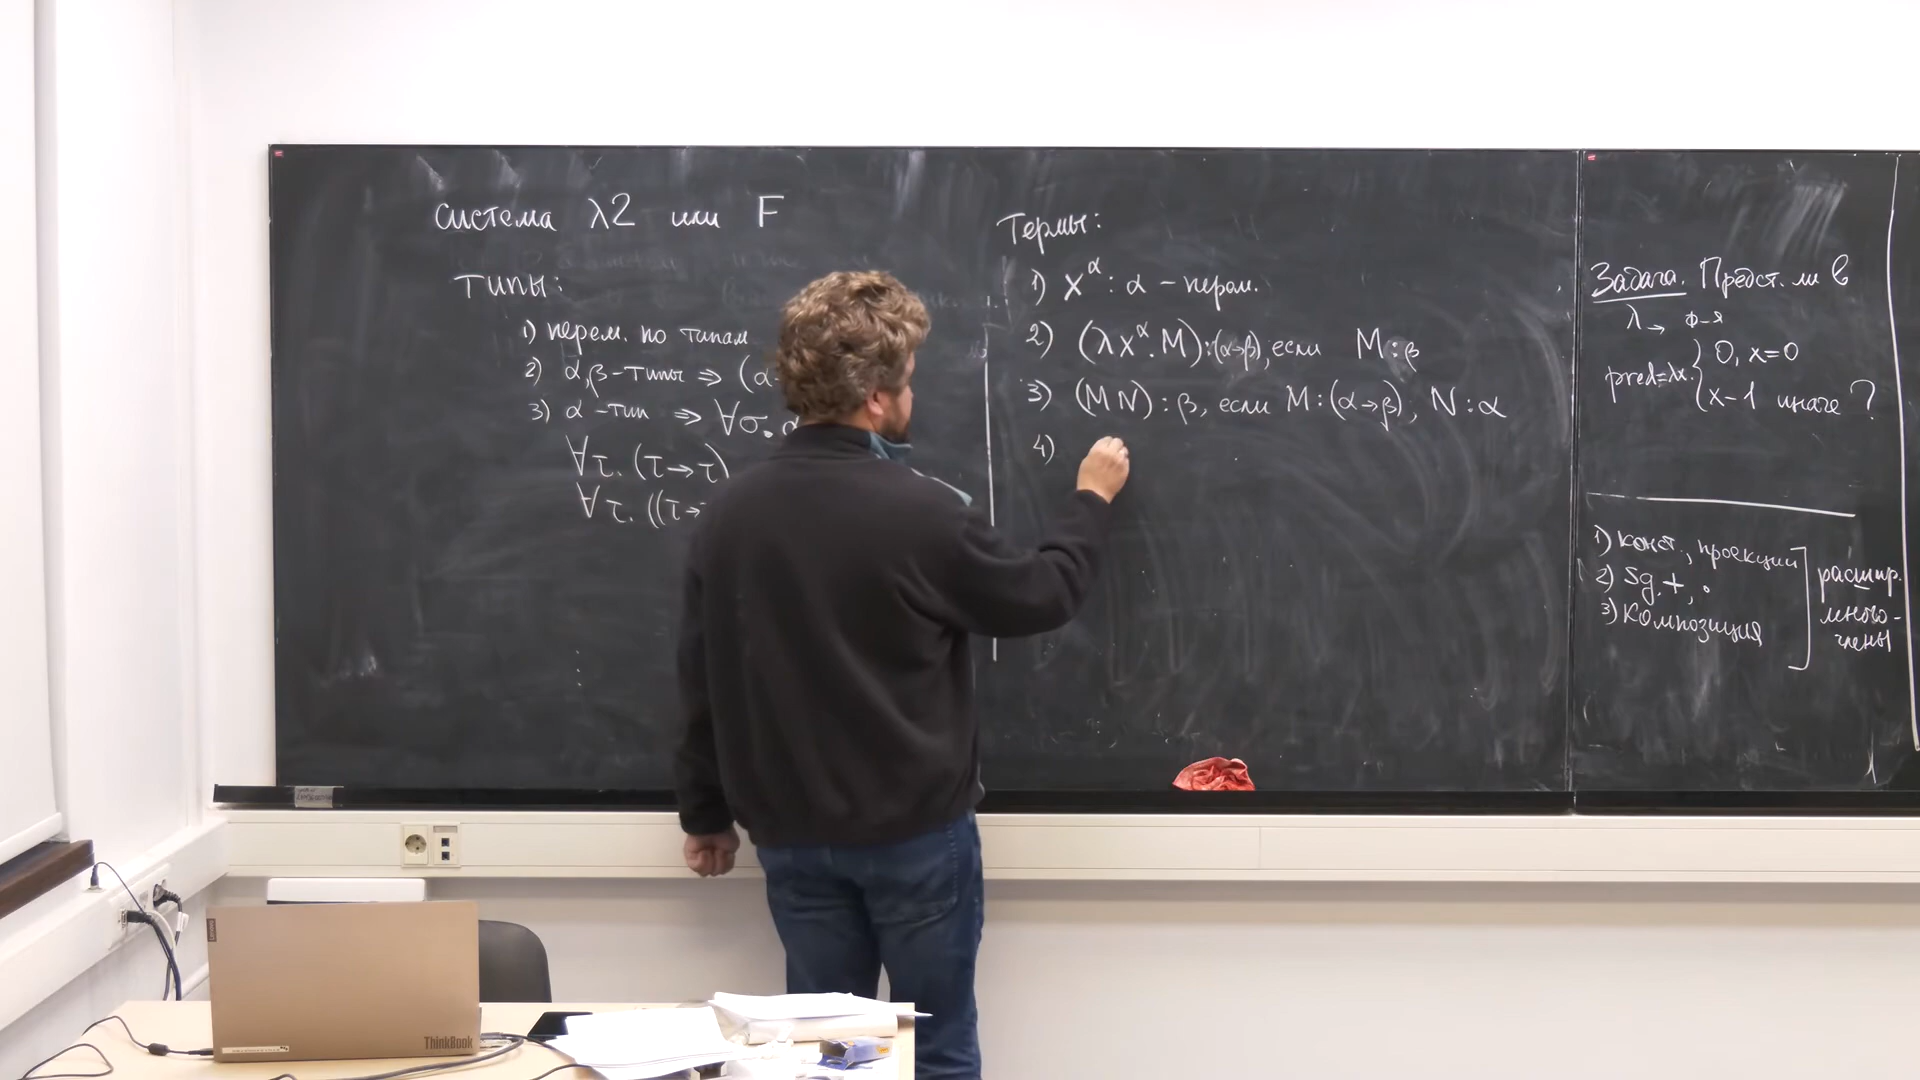 система λ2 или F
типы:
1) перем. по типам
2) α,β-типы ⇒ (α-
3) α-тип ⇒ ∀σ. α
∀τ. (τ→τ)
∀τ. ((τ→
Термы:
1) x^α : α - перем.
2) (λx^α. M):(α→β), если M:β
3) (MN) : β, если M:(α→β), N:α
4)
Задача. Предст. ли в
λ→ ф-я
pred=λx. { 0, x=0
x-1 иначе ?
1) конст., проекции
2) Sg, +, ·
3) композиция
расшир.
много-
члены
ThinkBook